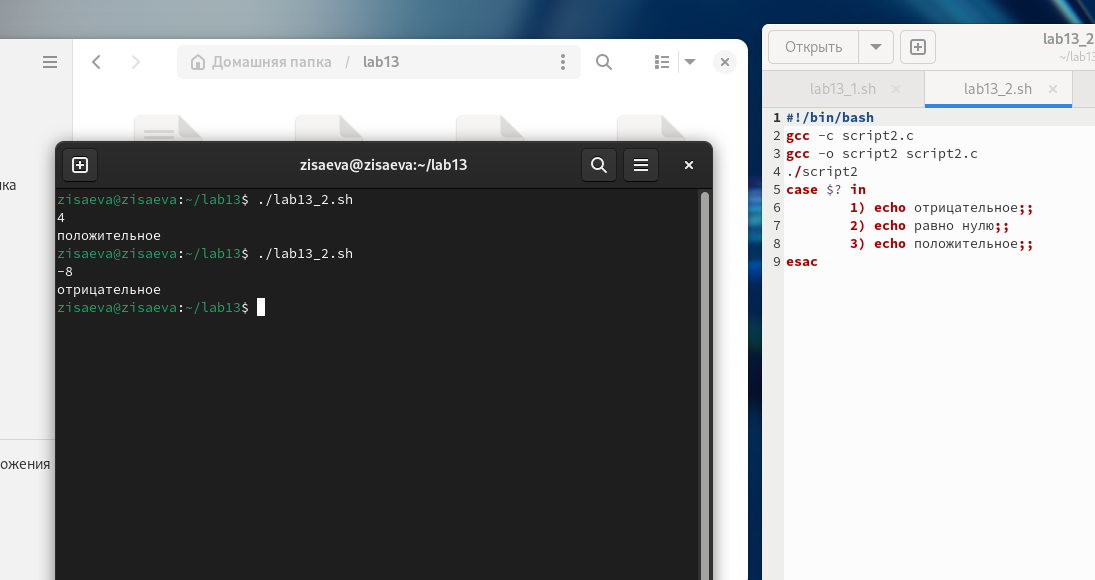 Домашняя папка / lab13
zisaeva@zisaeva:~/lab13
zisaeva@zisaeva:~/lab13$ ./lab13_2.sh
4
положительное
zisaeva@zisaeva:~/lab13$ ./lab13_2.sh
-8
отрицательное
zisaeva@zisaeva:~/lab13$
Открыть
lab13_2
~/lab13
lab13_1.sh
lab13_2.sh
1 #!/bin/bash
2 gcc -c script2.c
3 gcc -o script2 script2.c
4 ./script2
5 case $? in
6 1) echo отрицательное;;
7 2) echo равно нулю;;
8 3) echo положительное;;
9 esac